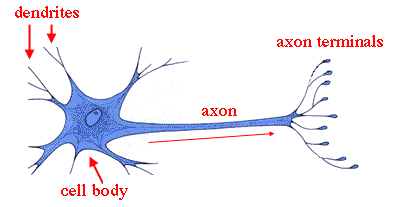 dendrites
axon terminals
axon
cell body